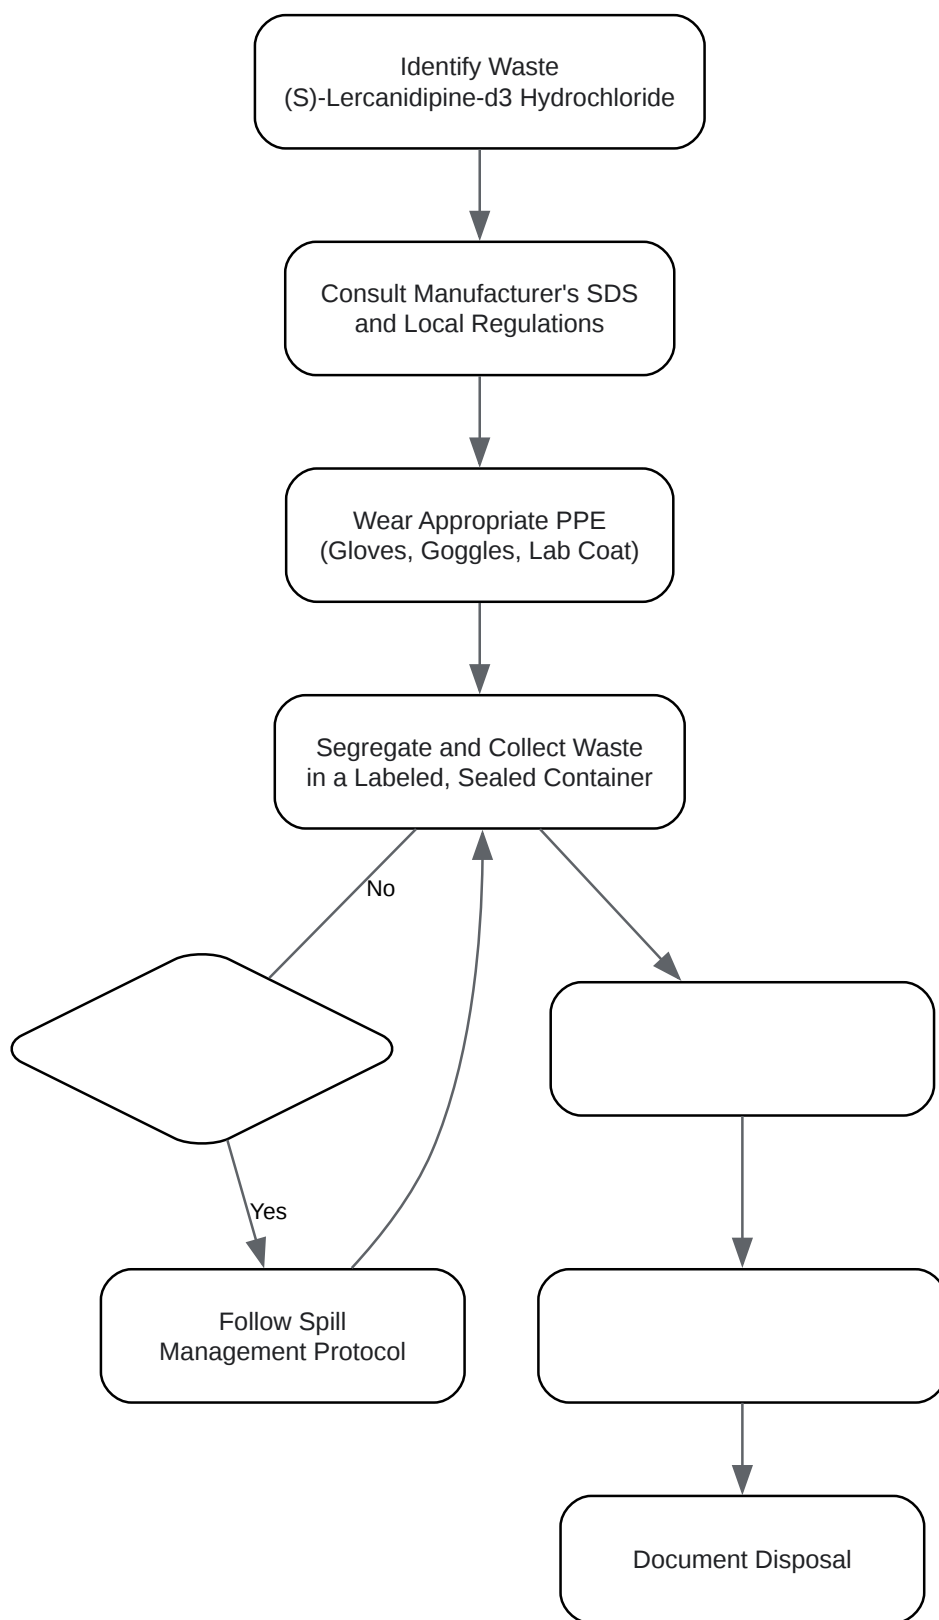 Identify Waste
(S)-Lercanidipine-d3 Hydrochloride
Consult Manufacturer's SDS
and Local Regulations
Wear Appropriate PPE
(Gloves, Goggles, Lab Coat)
Segregate and Collect Waste
in a Labeled, Sealed Container
No
Yes
Follow Spill
Management Protocol
Document Disposal